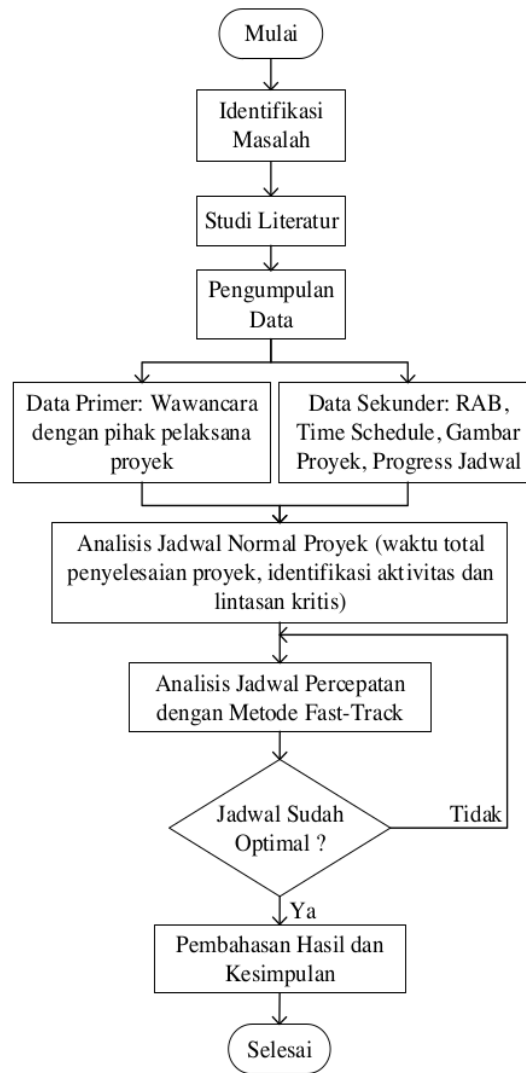 Mulai
Identifikasi
Masalah
Studi Literatur
Pengumpulan
Data
Data Primer: Wawancara
dengan pihak pelaksana
proyek
Data Sekunder: RAB,
Time Schedule, Gambar
Proyek, Progress Jadwal
Analisis Jadwal Normal Proyek (waktu total
penyelesaian proyek, identifikasi aktivitas dan
lintasan kritis)
Analisis Jadwal Percepatan
dengan Metode Fast-Track
Jadwal Sudah
Optimal ?
Tidak
Ya
Pembahasan Hasil dan
Kesimpulan
Selesai